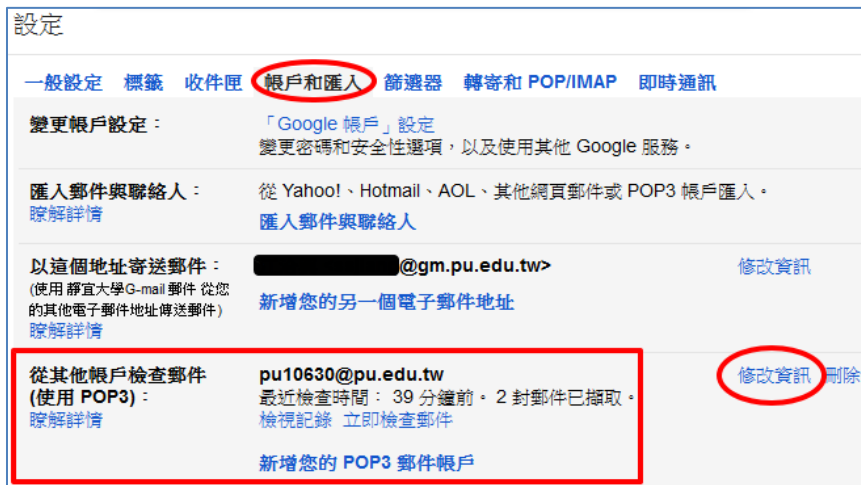 設定
一般設定 標籤 收件匣 帳戶和匯入 篩選器 轉寄和 POP/IMAP 即時通訊
變更帳戶設定： 「Google 帳戶」設定
變更密碼和安全性選項，以及使用其他 Google 服務。
匯入郵件與聯絡人： 從 Yahoo!、Hotmail、AOL、其他網頁郵件或 POP3 帳戶匯入。
瞭解詳情 匯入郵件與聯絡人
以這個地址寄送郵件： @gm.pu.edu.tw> 修改資訊
(使用 靜宜大學G-mail 郵件 從您
的其他電子郵件地址傳送郵件) 新增您的另一個電子郵件地址
瞭解詳情
從其他帳戶檢查郵件 pu10630@pu.edu.tw 修改資訊 刪除
(使用 POP3)： 最近檢查時間： 39 分鐘前。 2 封郵件已擷取。
瞭解詳情 檢視記錄 立即檢查郵件
新增您的 POP3 郵件帳戶